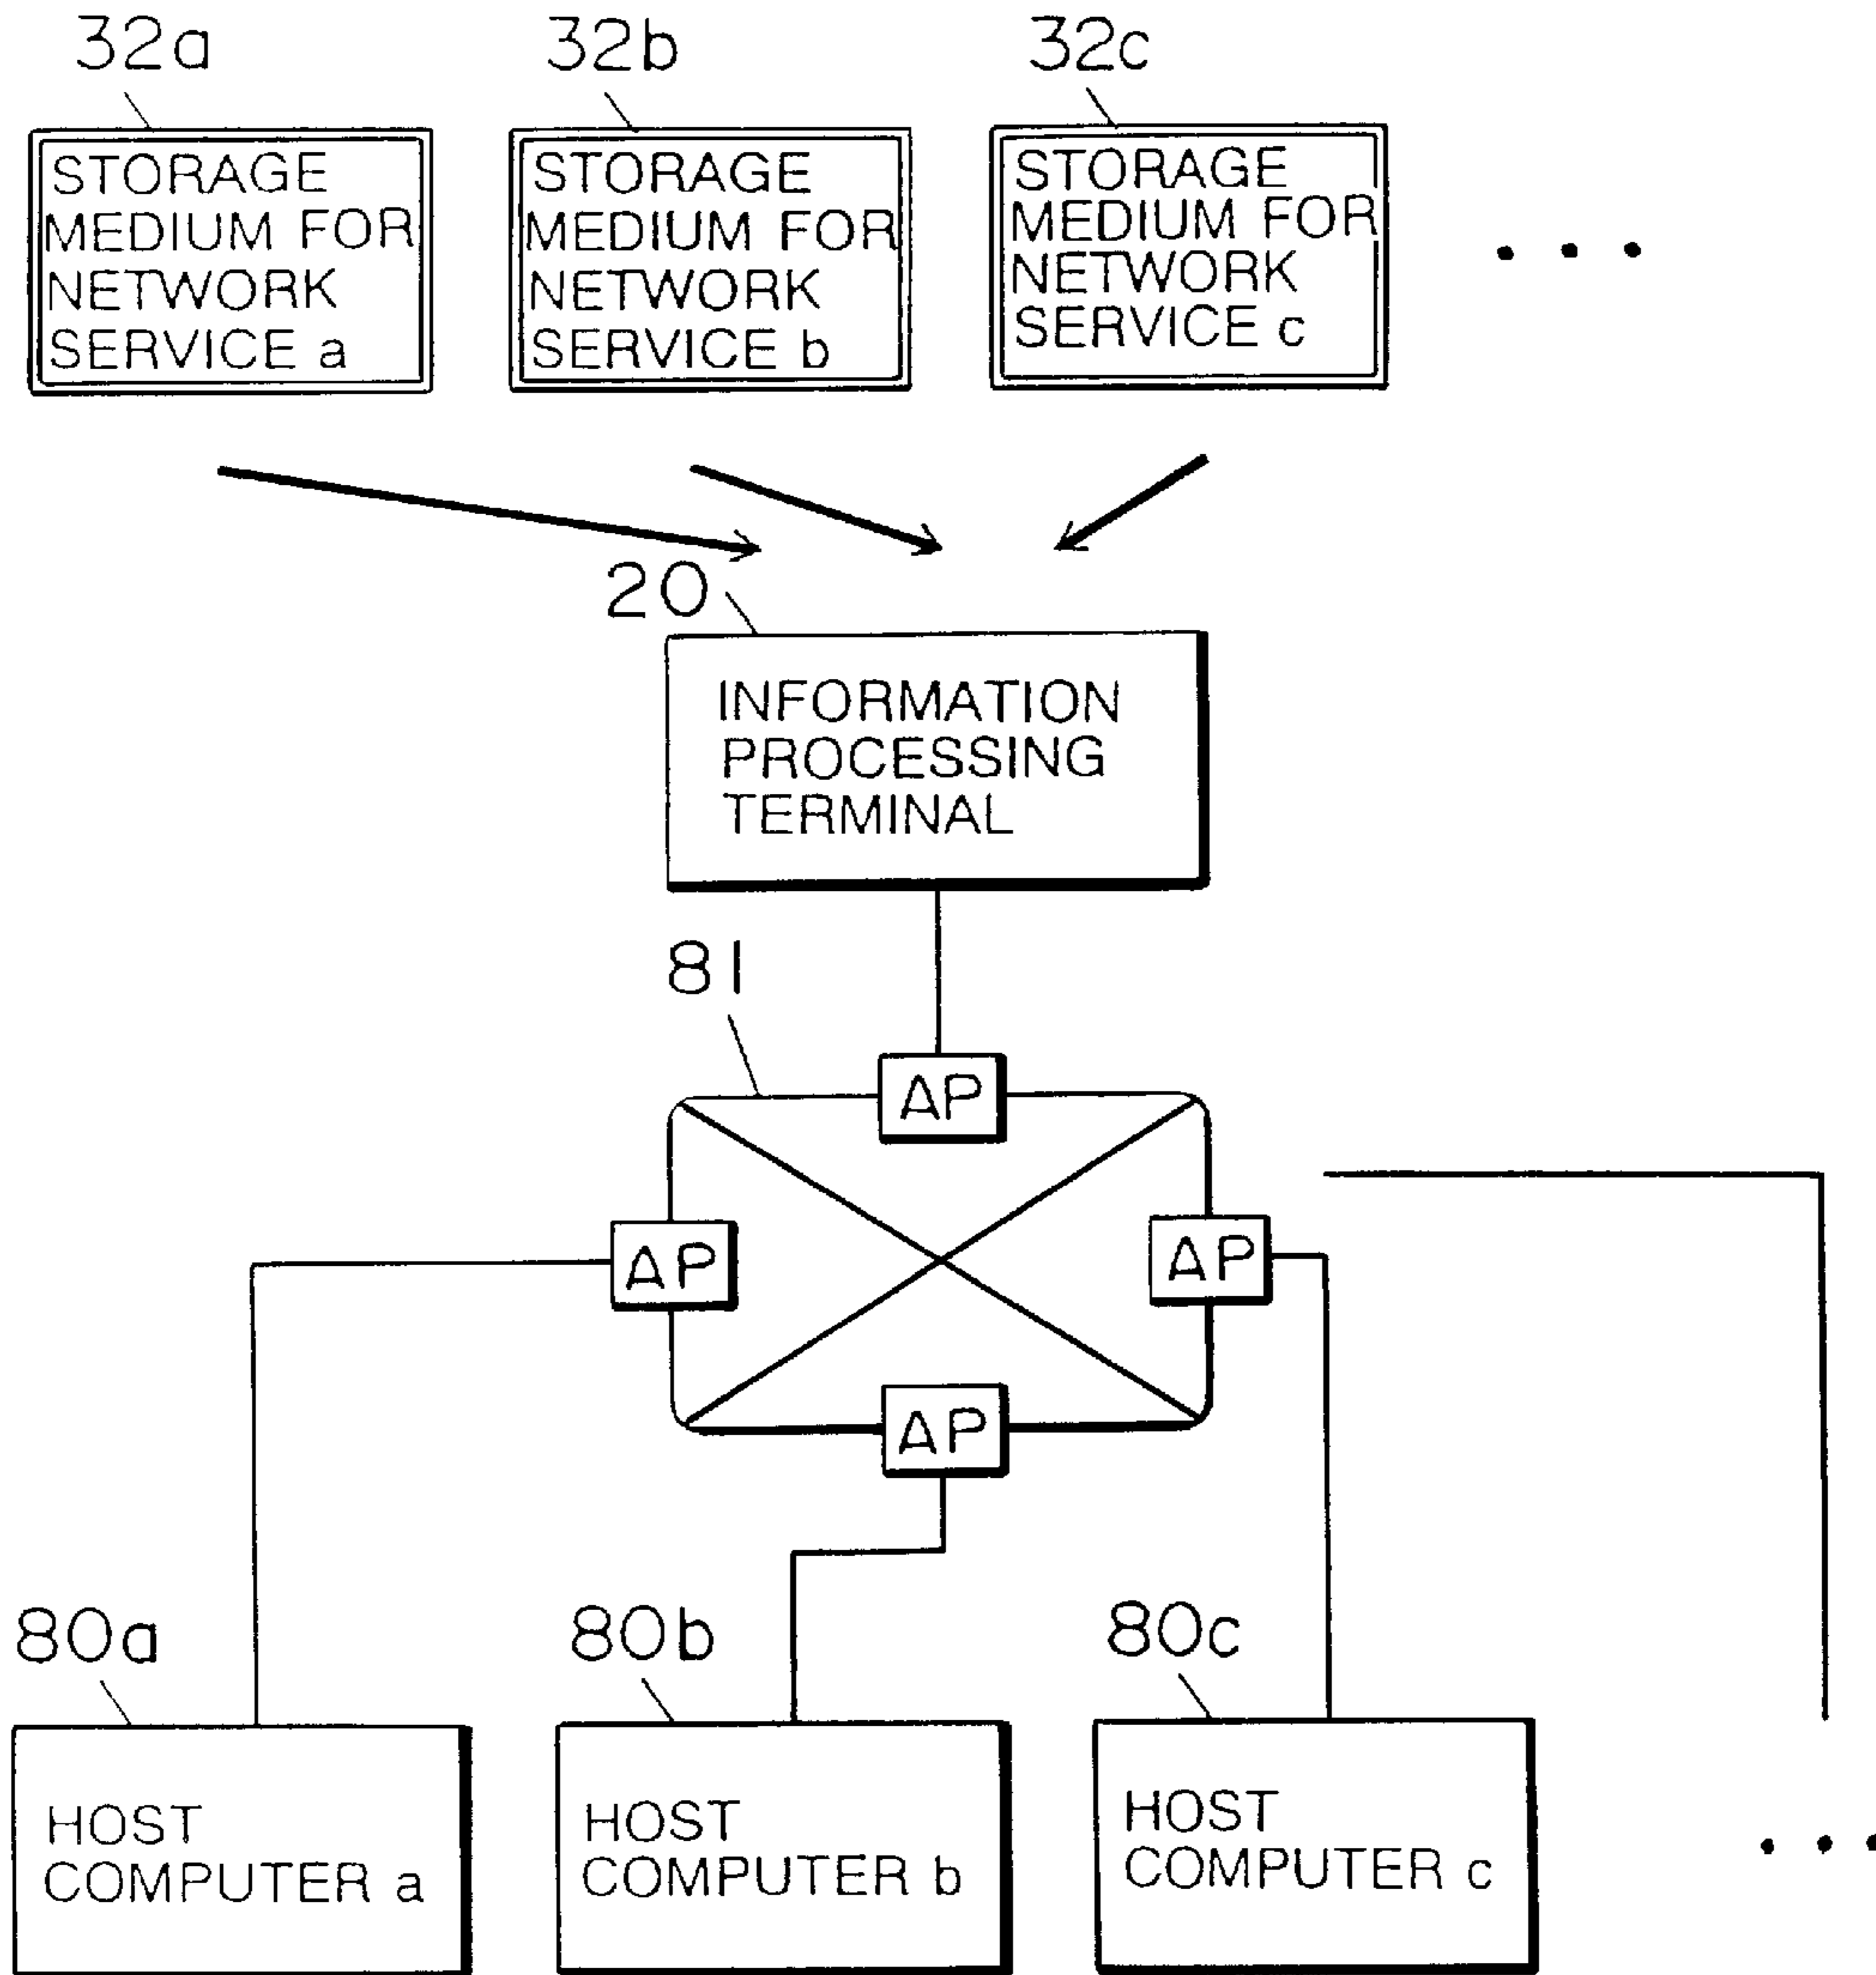 32a
32b
32c
STORAGE
MEDIUM FOR
NETWORK
SERVICE a
STORAGE
MEDIUM FOR
NETWORK
SERVICE b
STORAGE
MEDIUM FOR
NETWORK
SERVICE c
. . .
20
INFORMATION
PROCESSING
TERMINAL
81
AP
AP
AP
AP
80a
80b
80c
HOST
COMPUTER a
HOST
COMPUTER b
HOST
COMPUTER c
. . .